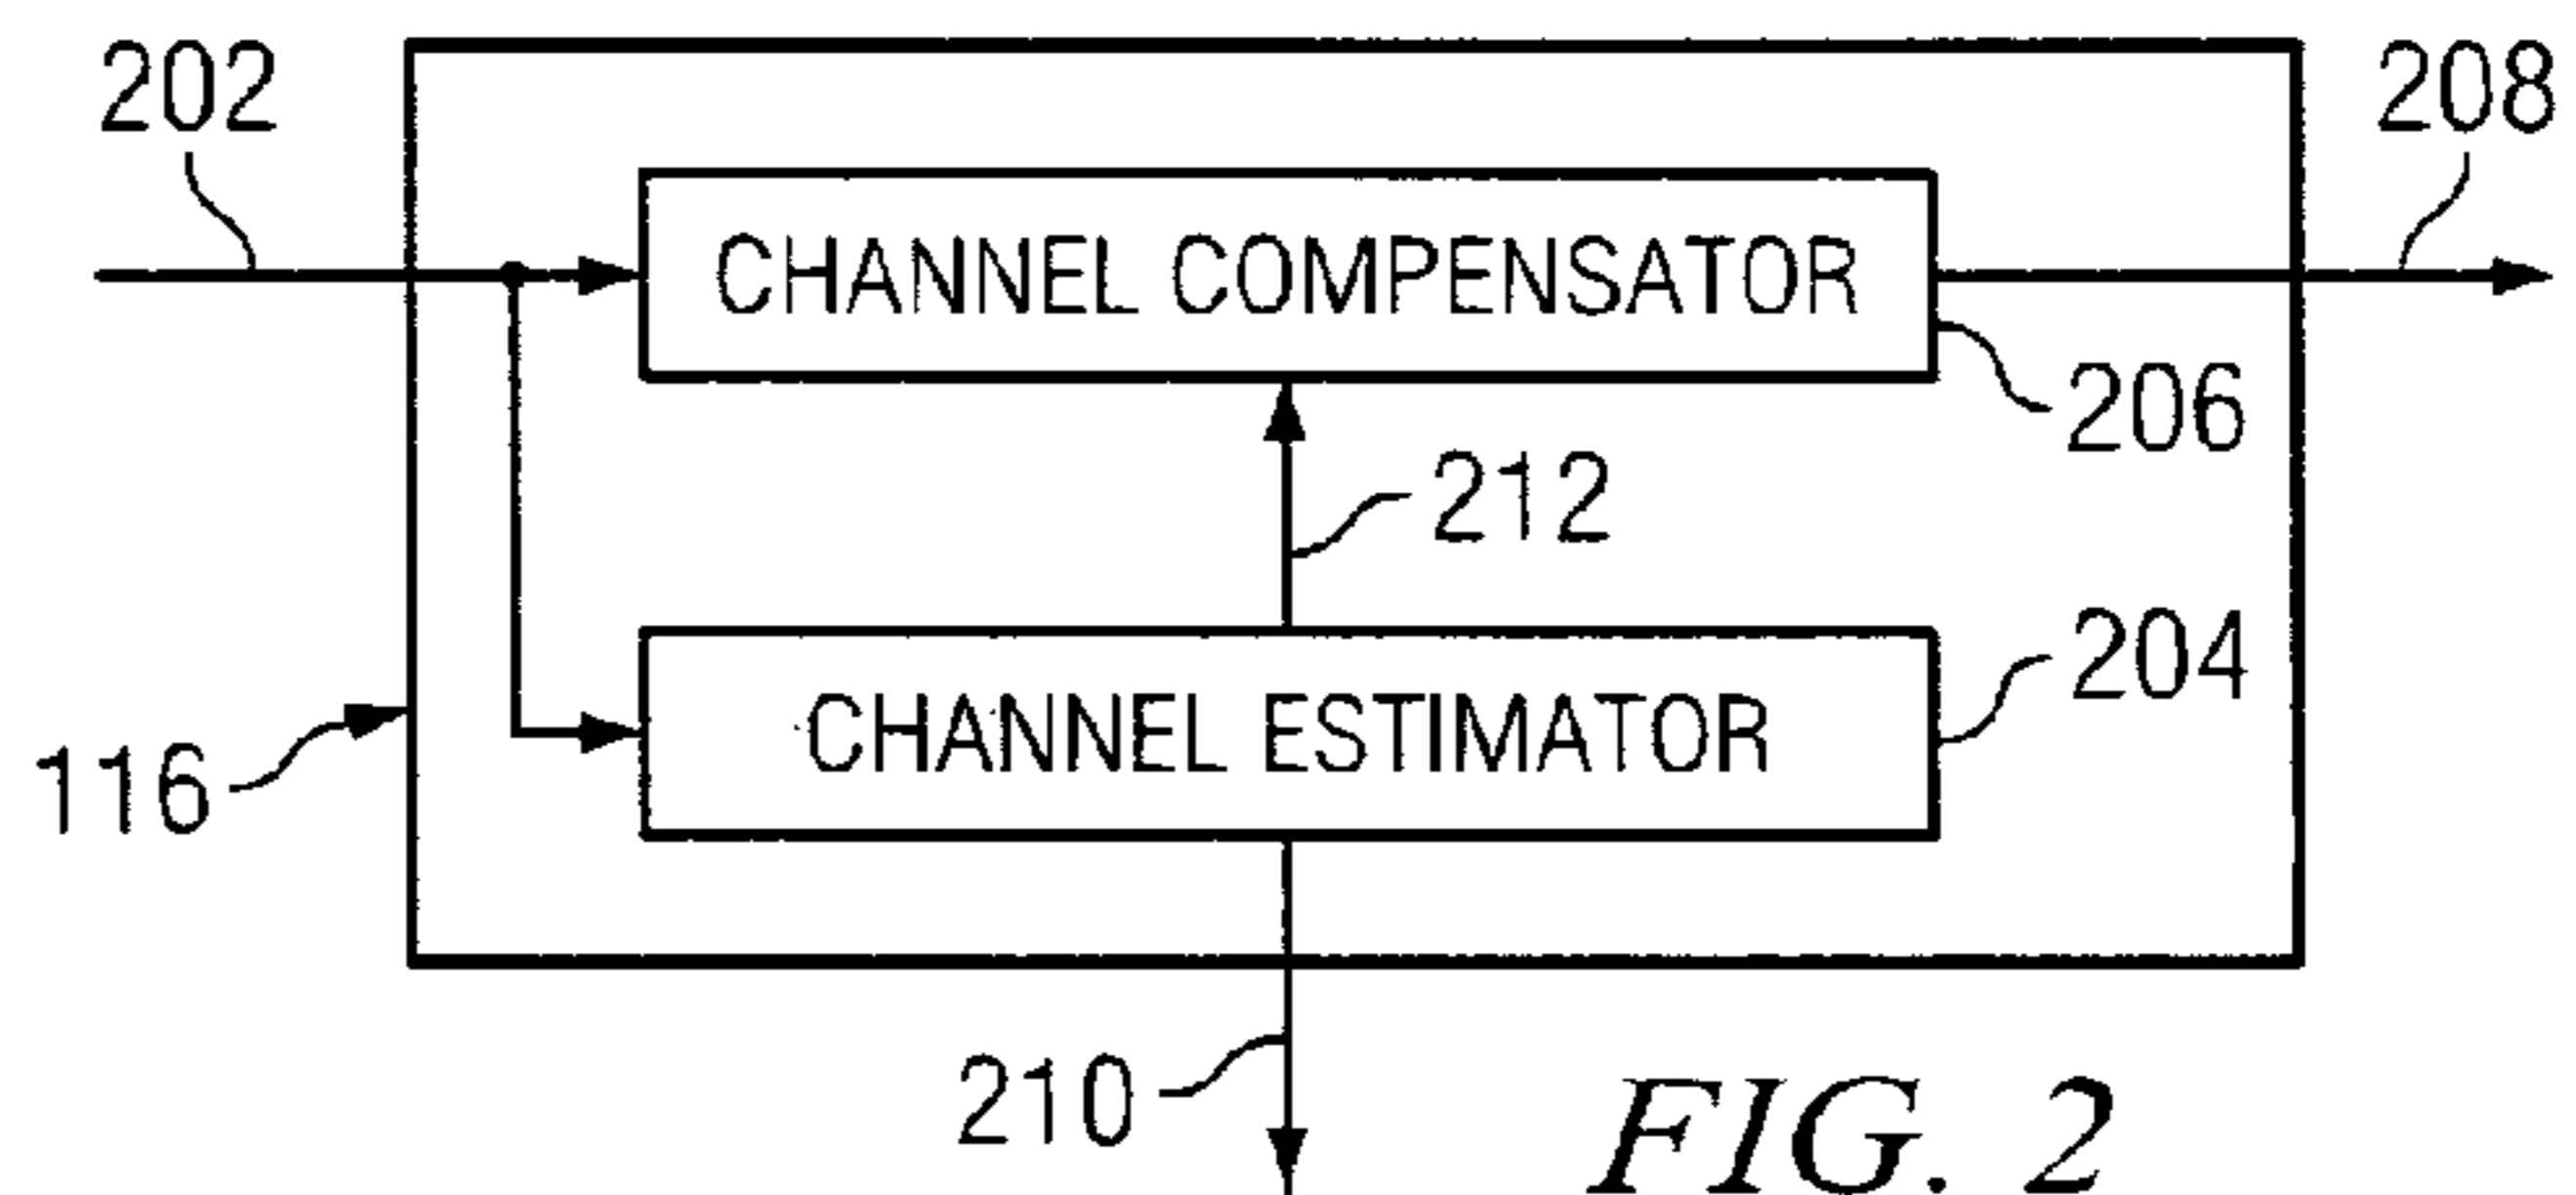 202
208
CHANNEL COMPENSATOR
206
212
204
CHANNEL ESTIMATOR
116
210
FIG. 2